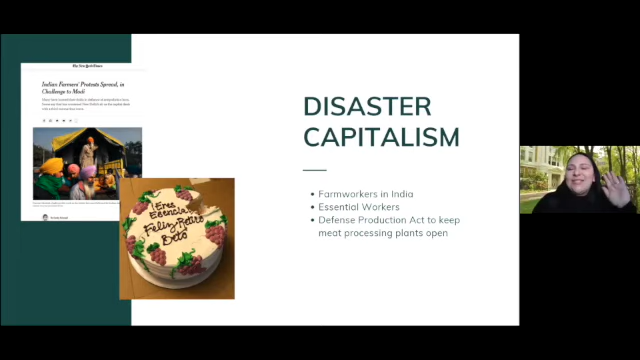 The New York Times
Indian Farmers' Protests Spread, in
Challenge to Modi
DISASTER
CAPITALISM
• Farmworkers in India
• Essential Workers
• Defense Production Act to keep
meat processing plants open
¡Eres
Esencial!
Feliz Retiro
Beto